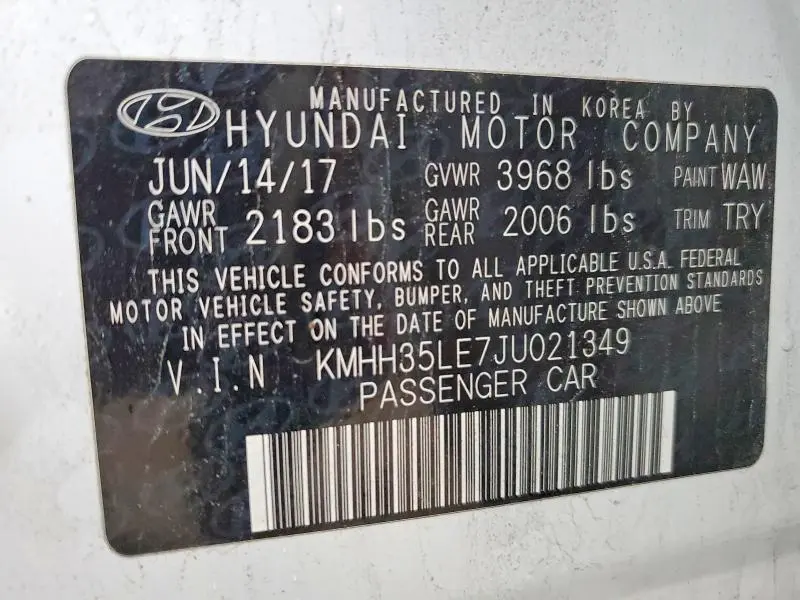 MANUFACTURED IN KOREA BY
HYUNDAI MOTOR COMPANY
JUN/14/17 GVWR 3968 lbs PAINT WAW
GAWR FRONT 2183 lbs GAWR REAR 2006 lbs TRIM TRY
THIS VEHICLE CONFORMS TO ALL APPLICABLE U.S.A. FEDERAL
MOTOR VEHICLE SAFETY, BUMPER, AND THEFT PREVENTION STANDARDS
IN EFFECT ON THE DATE OF MANUFACTURE SHOWN ABOVE
V.I.N KMHH35LE7JU021349
PASSENGER CAR